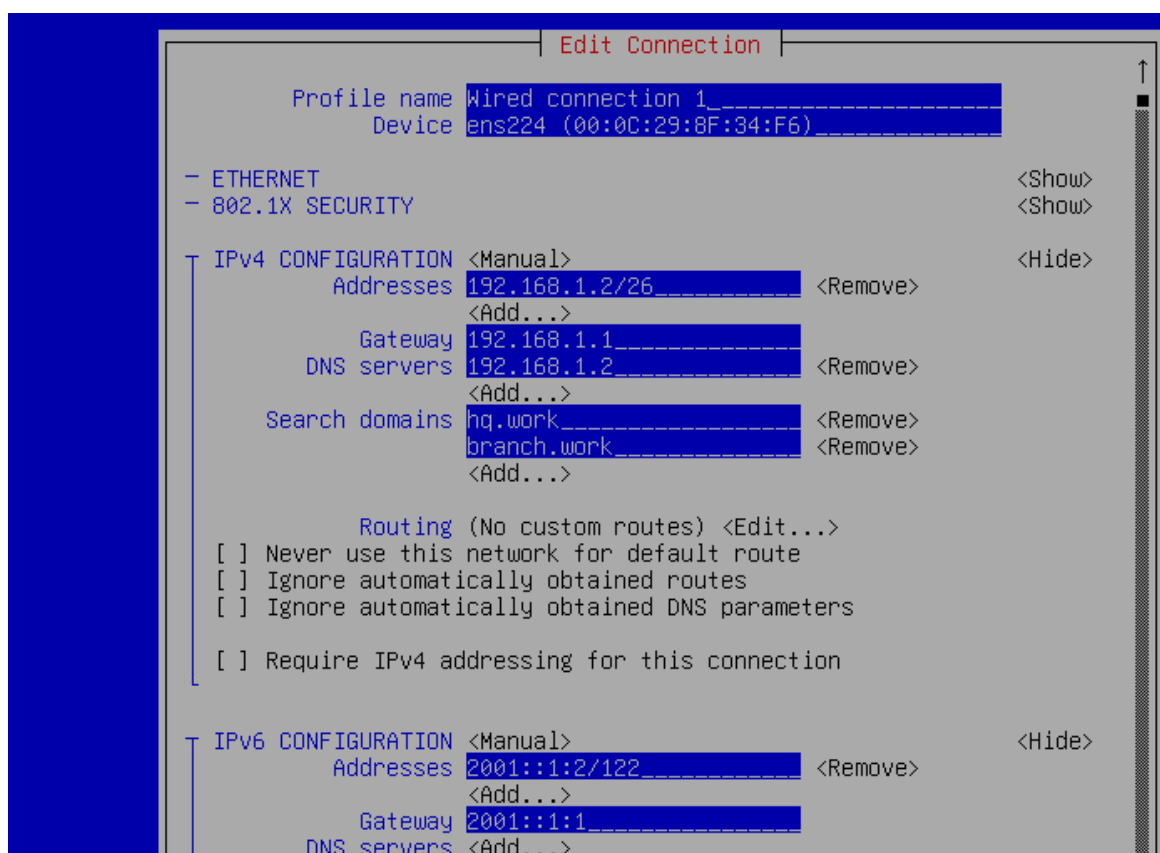 Edit Connection
Profile name Wired connection 1
Device ens224 (00:0C:29:8F:34:F6)
ETHERNET <Show>
802.1X SECURITY <Show>
IPv4 CONFIGURATION <Manual> <Hide>
Addresses 192.168.1.2/26 <Remove>
<Add...>
Gateway 192.168.1.1
DNS servers 192.168.1.2 <Remove>
<Add...>
Search domains hq.work <Remove>
branch.work <Remove>
<Add...>
Routing (No custom routes) <Edit...>
[ ] Never use this network for default route
[ ] Ignore automatically obtained routes
[ ] Ignore automatically obtained DNS parameters
[ ] Require IPv4 addressing for this connection
IPv6 CONFIGURATION <Manual> <Hide>
Addresses 2001::1:2/122 <Remove>
<Add...>
Gateway 2001::1:1
DNS servers <Add...>